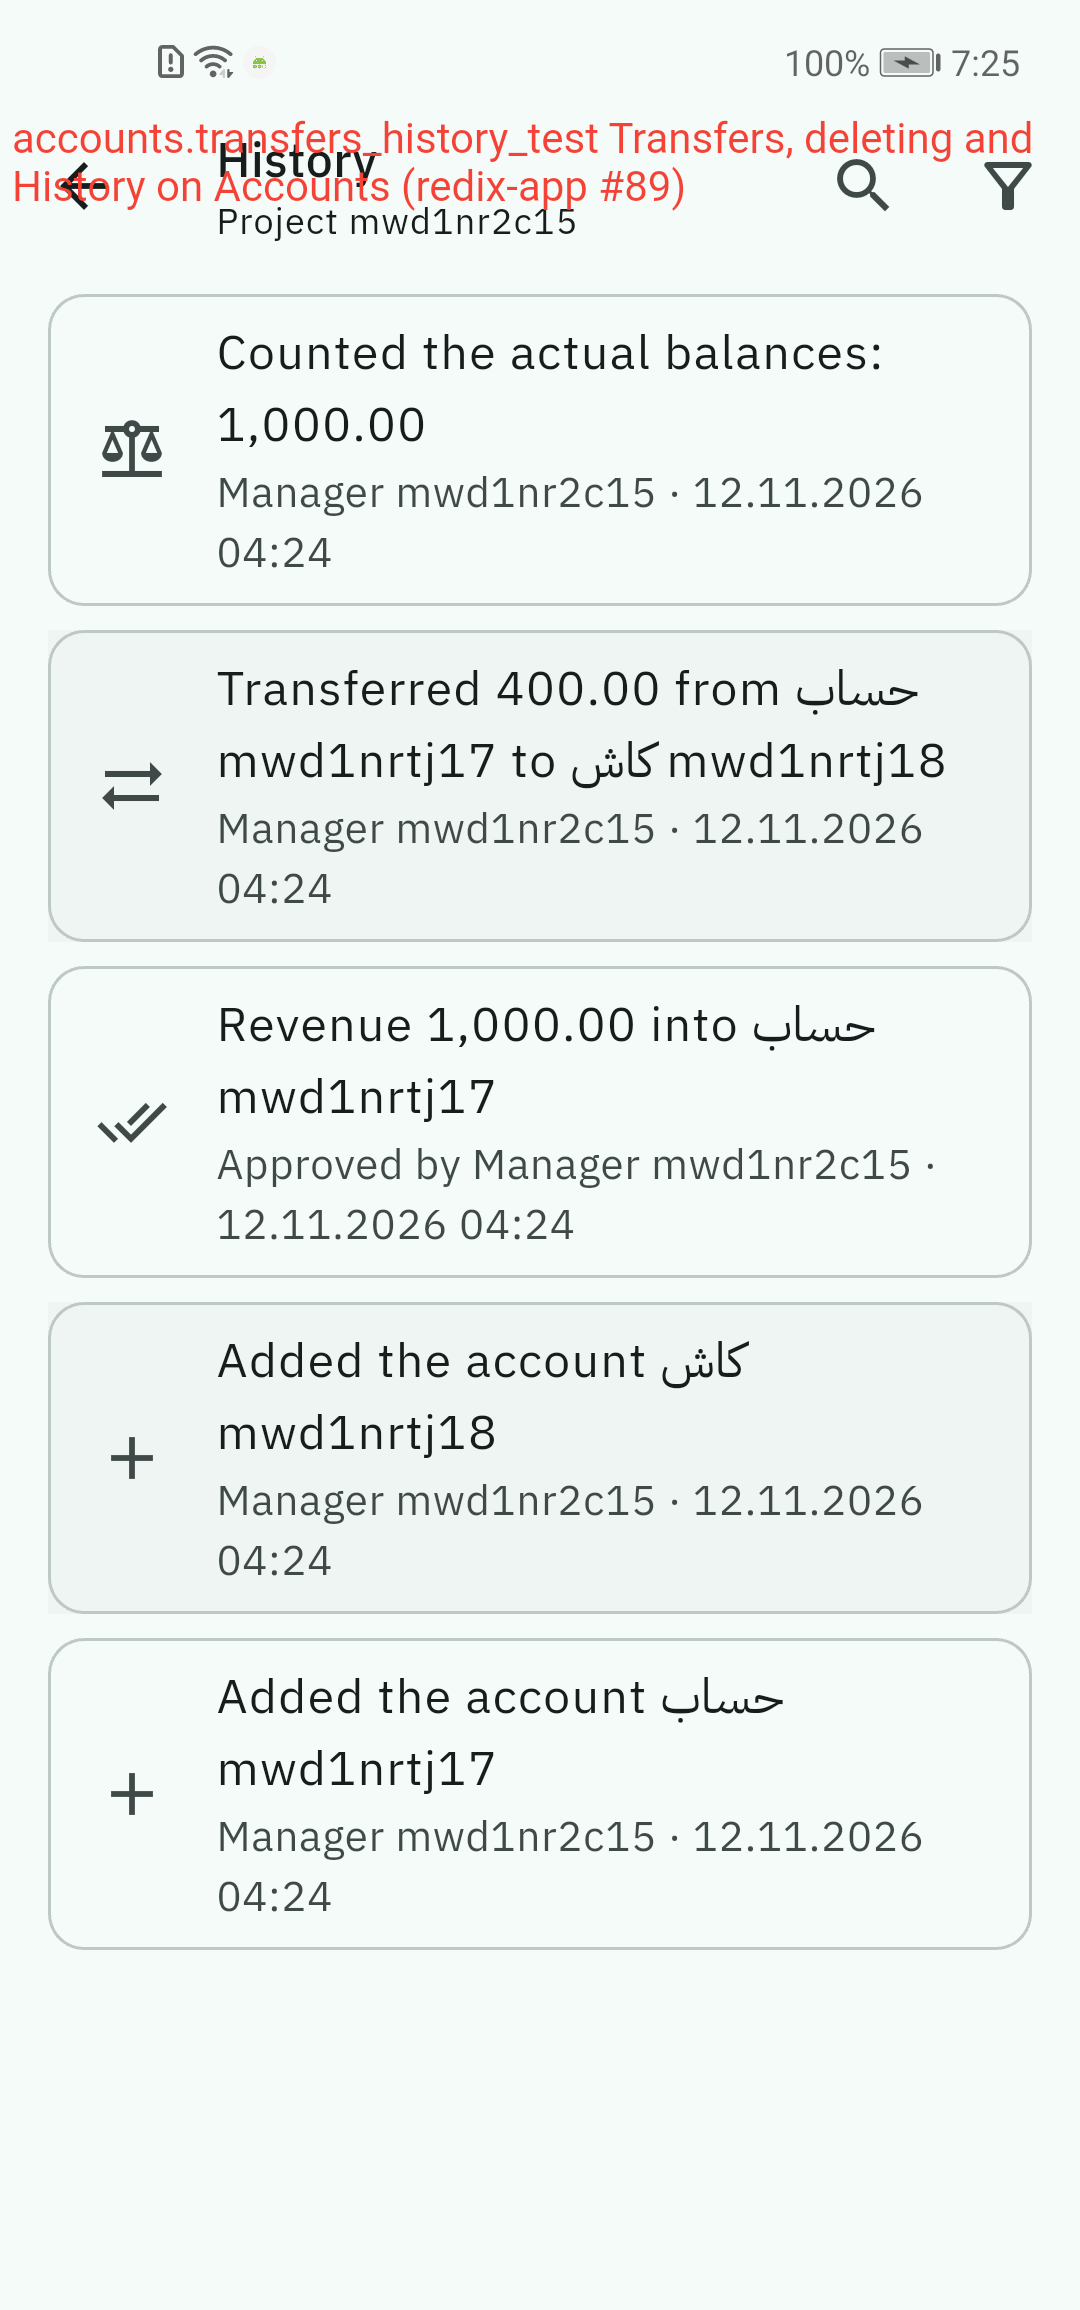 100% 7:25
accounts.transfers_history_test Transfers, deleting and
History on Accounts (redix-app #89)
History
Project mwd1nr2c15
Counted the actual balances:
1,000.00
Manager mwd1nr2c15 · 12.11.2026
04:24
Transferred 400.00 from حساب
mwd1nrtj17 to كاش mwd1nrtj18
Manager mwd1nr2c15 · 12.11.2026
04:24
Revenue 1,000.00 into حساب
mwd1nrtj17
Approved by Manager mwd1nr2c15 ·
12.11.2026 04:24
Added the account كاش
mwd1nrtj18
Manager mwd1nr2c15 · 12.11.2026
04:24
Added the account حساب
mwd1nrtj17
Manager mwd1nr2c15 · 12.11.2026
04:24